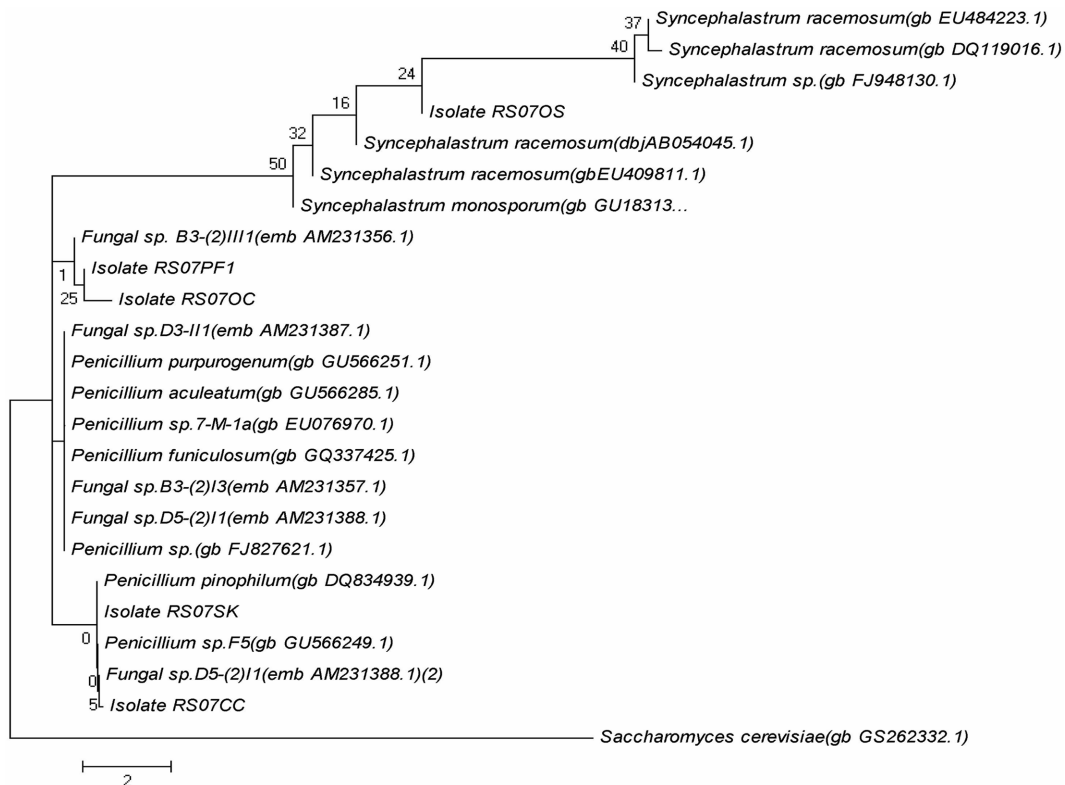 37
Syncephalastrum racemosum(gb EU484223.1)
40
Syncephalastrum racemosum(gb DQ119016.1)
24
Syncephalastrum sp.(gb FJ948130.1)
16
Isolate RS07OS
32
Syncephalastrum racemosum(dbjAB054045.1)
50
Syncephalastrum racemosum(gbEU409811.1)
Syncephalastrum monosporum(gb GU18313...
Fungal sp. B3-(2)III1(emb AM231356.1)
1
Isolate RS07PF1
25
Isolate RS07OC
Fungal sp.D3-II1(emb AM231387.1)
Penicillium purpurogenum(gb GU566251.1)
Penicillium aculeatum(gb GU566285.1)
Penicillium sp.7-M-1a(gb EU076970.1)
Penicillium funiculosum(gb GQ337425.1)
Fungal sp.B3-(2)I3(emb AM231357.1)
Fungal sp.D5-(2)I1(emb AM231388.1)
Penicillium sp.(gb FJ827621.1)
Penicillium pinophilum(gb DQ834939.1)
Isolate RS07SK
0
Penicillium sp.F5(gb GU566249.1)
Fungal sp.D5-(2)I1(emb AM231388.1)(2)
0
5
Isolate RS07CC
Saccharomyces cerevisiae(gb GS262332.1)
2